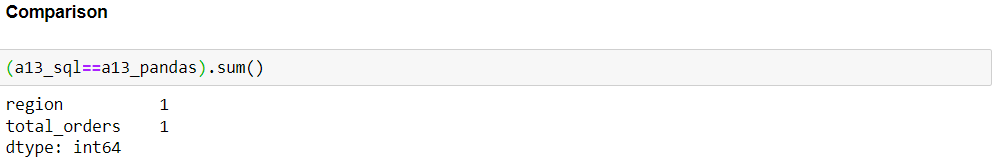 Comparison
(a13_sql==a13_pandas).sum()
region 1
total_orders 1
dtype: int64